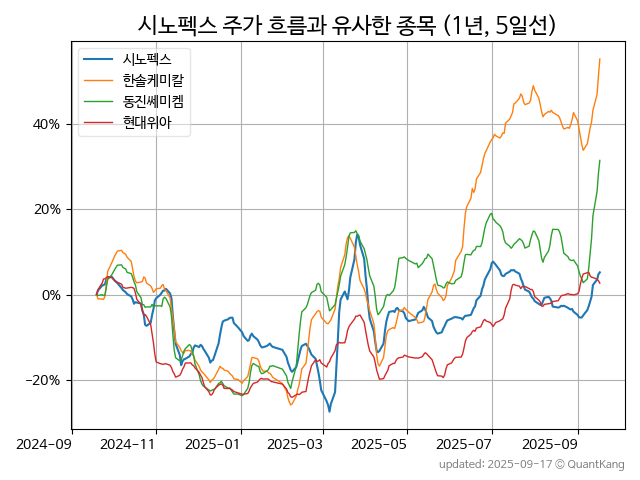 시노펙스 주가 흐름과 유사한 종목 (1년, 5일선)
시노펙스
한솔케미칼
동진쎄미켐
현대위아
40%
20%
0%
−20%
2024-09 2024-11 2025-01 2025-03 2025-05 2025-07 2025-09
updated: 2025-09-17 © QuantKang